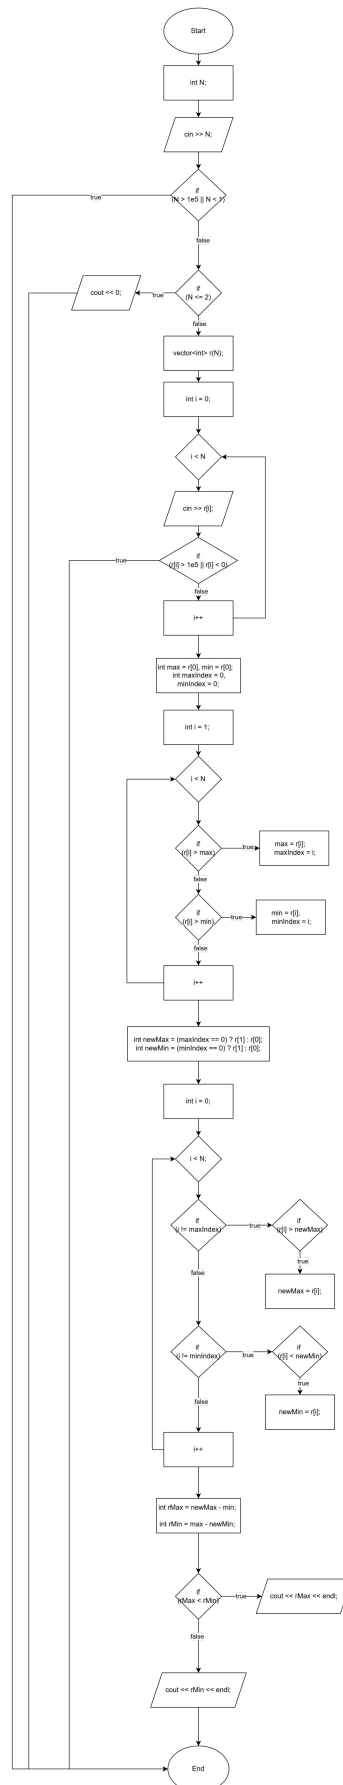 Start
int N;
cin >> N;
if
(N > 1e5 || N < 1)
true
false
if
(N <= 2)
true
cout << 0;
false
vector<int> r(N);
int i = 0;
i < N
cin >> r[i];
if
(r[i] > 1e5 || r[i] < 0)
true
false
i++
int max = r[0], min = r[0];
int maxIndex = 0,
minIndex = 0;
int i = 1;
i < N
if
(r[i] > max)
true
max = r[i];
maxIndex = i;
false
if
(r[i] > min)
true
min = r[i];
minIndex = i;
false
i++
int newMax = (maxIndex == 0) ? r[1] : r[0];
int newMin = (minIndex == 0) ? r[1] : r[0];
int i = 0;
i < N;
if
(i != maxIndex)
true
if
(r[i] > newMax)
true
newMax = r[i];
false
if
(i != minIndex)
true
if
(r[i] < newMin)
true
newMin = r[i];
false
i++
int rMax = newMax - min;
int rMin = max - newMin;
if
(rMax < rMin)
true
cout << rMax << endl;
false
cout << rMin << endl;
End